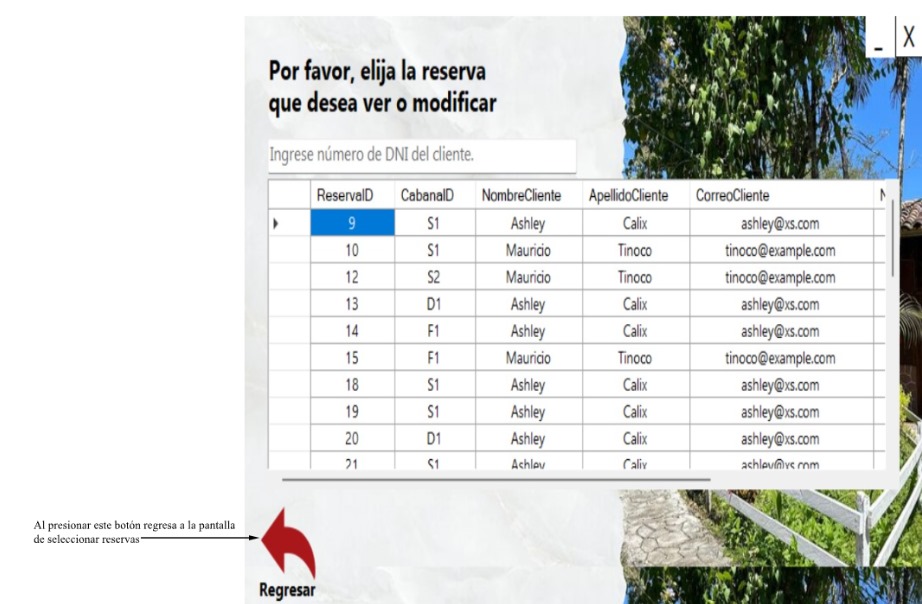 _ X
Por favor, elija la reserva
que desea ver o modificar
Ingrese número de DNI del cliente.
ReservaID CabanaID NombreCliente ApellidoCliente CorreoCliente N
9 S1 Ashley Calix ashley@xs.com
10 S1 Mauricio Tinoco tinoco@example.com
12 S2 Mauricio Tinoco tinoco@example.com
13 D1 Ashley Calix ashley@xs.com
14 F1 Ashley Calix ashley@xs.com
15 F1 Mauricio Tinoco tinoco@example.com
18 S1 Ashley Calix ashley@xs.com
19 S1 Ashley Calix ashley@xs.com
20 D1 Ashley Calix ashley@xs.com
21 S1 Ashley Calix ashley@xs.com
Al presionar este botón regresa a la pantalla
de seleccionar reservas
Regresar